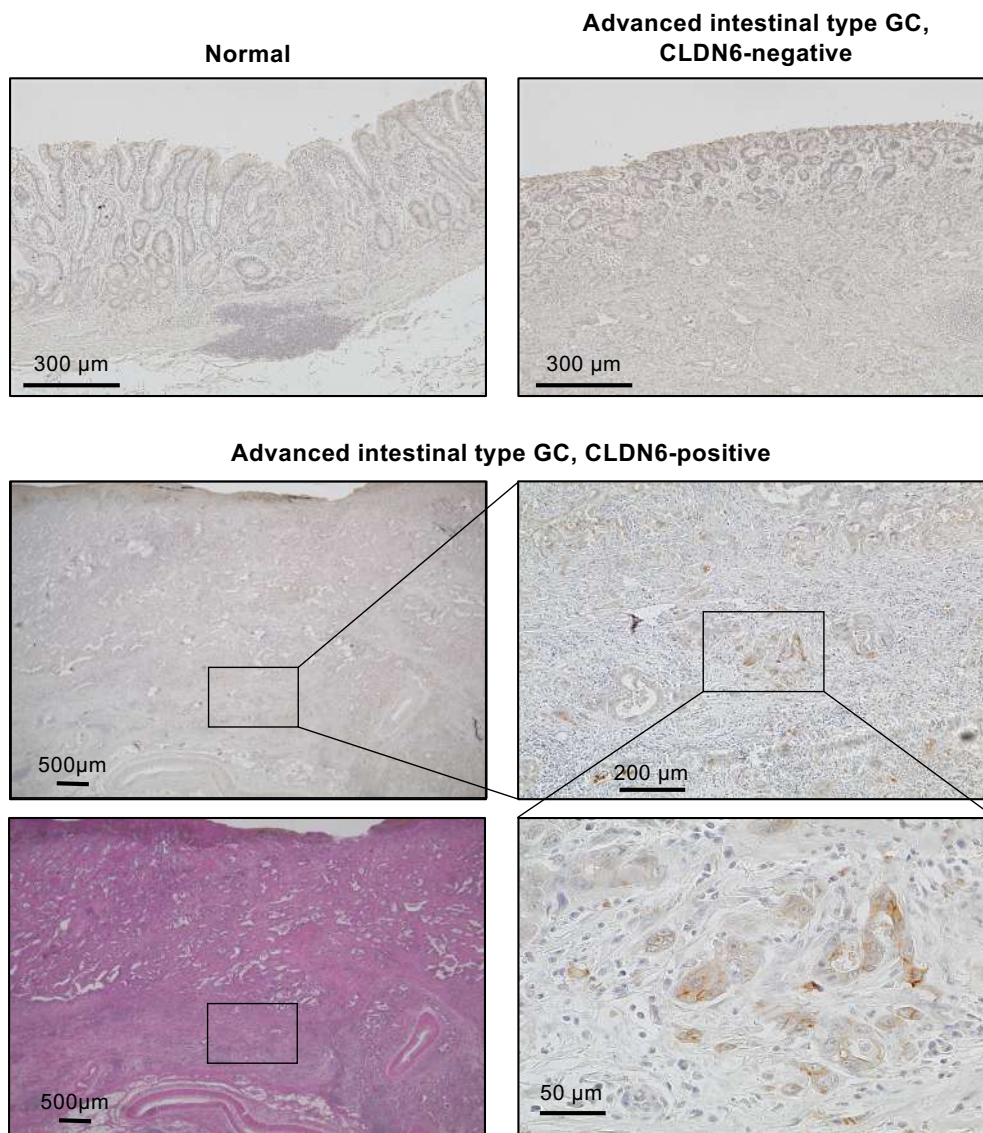 Normal
Advanced intestinal type GC,
CLDN6-negative
300 µm
300 µm
Advanced intestinal type GC, CLDN6-positive
500µm
200 µm
500µm
50 µm